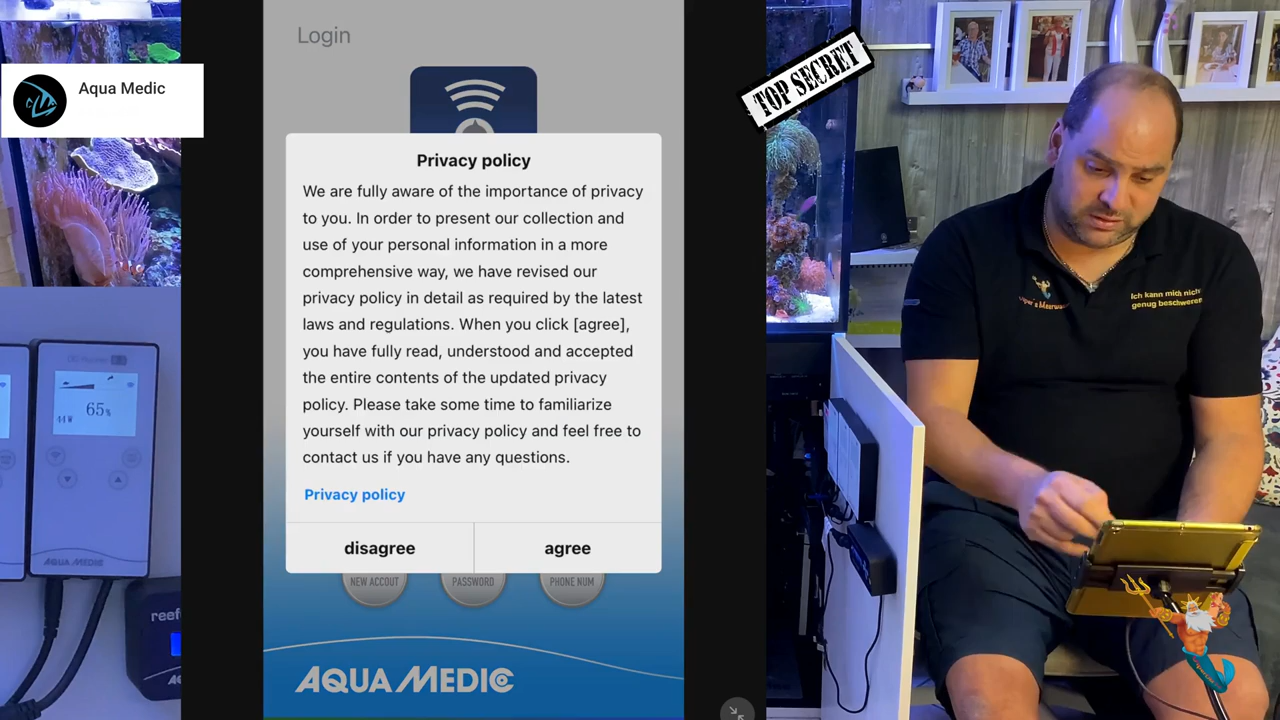 Login
Aqua Medic
TOP SECRET
Privacy policy
We are fully aware of the importance of privacy
to you. In order to present our collection and
use of your personal information in a more
comprehensive way, we have revised our
privacy policy in detail as required by the latest
laws and regulations. When you click [agree],
you have fully read, understood and accepted
the entire contents of the updated privacy
policy. Please take some time to familiarize
yourself with our privacy policy and feel free to
contact us if you have any questions.
Privacy policy
disagree
agree
NEW ACCOUT
PASSWORD
PHONE NUM
AQUA MEDIC
65%
44W
AQUA MEDIC
reef
Ich kann mich nicht
genug beschweren